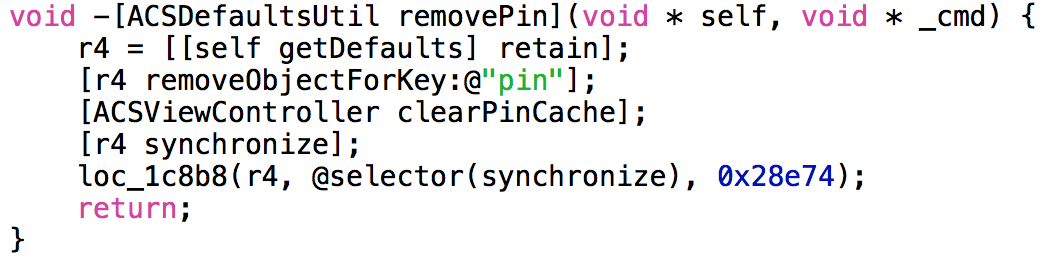 void -[ACSDefaultsUtil removePin](void * self, void * _cmd) {
    r4 = [[self getDefaults] retain];
    [r4 removeObjectForKey:@"pin"];
    [ACSViewController clearPinCache];
    [r4 synchronize];
    loc_1c8b8(r4, @selector(synchronize), 0x28e74);
    return;
}